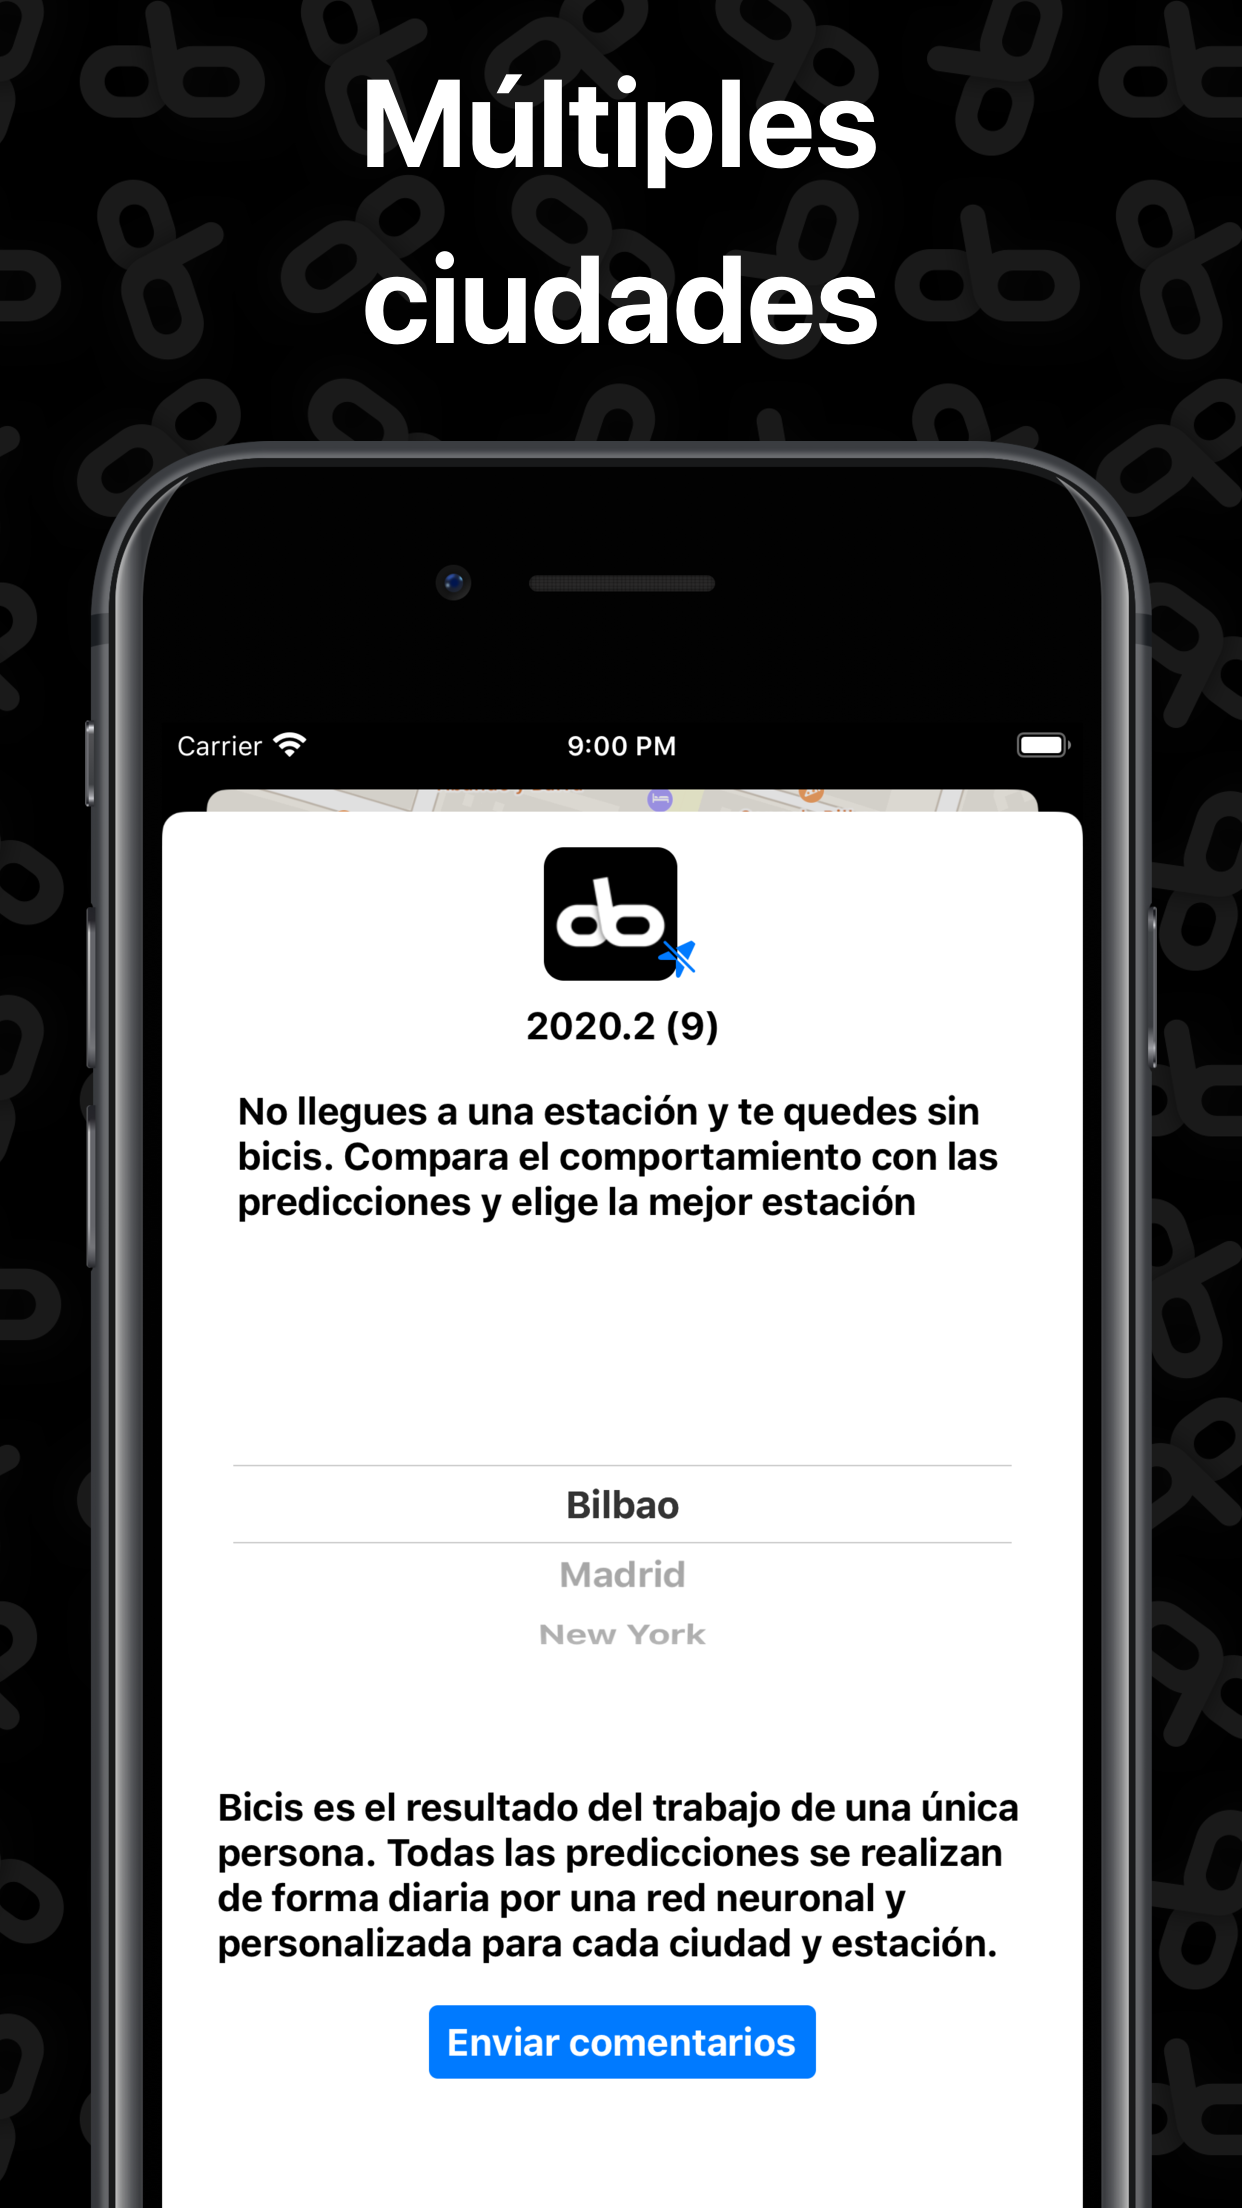 Múltiples
ciudades
Carrier
9:00 PM
2020.2 (9)
No llegues a una estación y te quedes sin
bicis. Compara el comportamiento con las
predicciones y elige la mejor estación
Bilbao
Madrid
New York
Bicis es el resultado del trabajo de una única
persona. Todas las predicciones se realizan
de forma diaria por una red neuronal y
personalizada para cada ciudad y estación.
Enviar comentarios